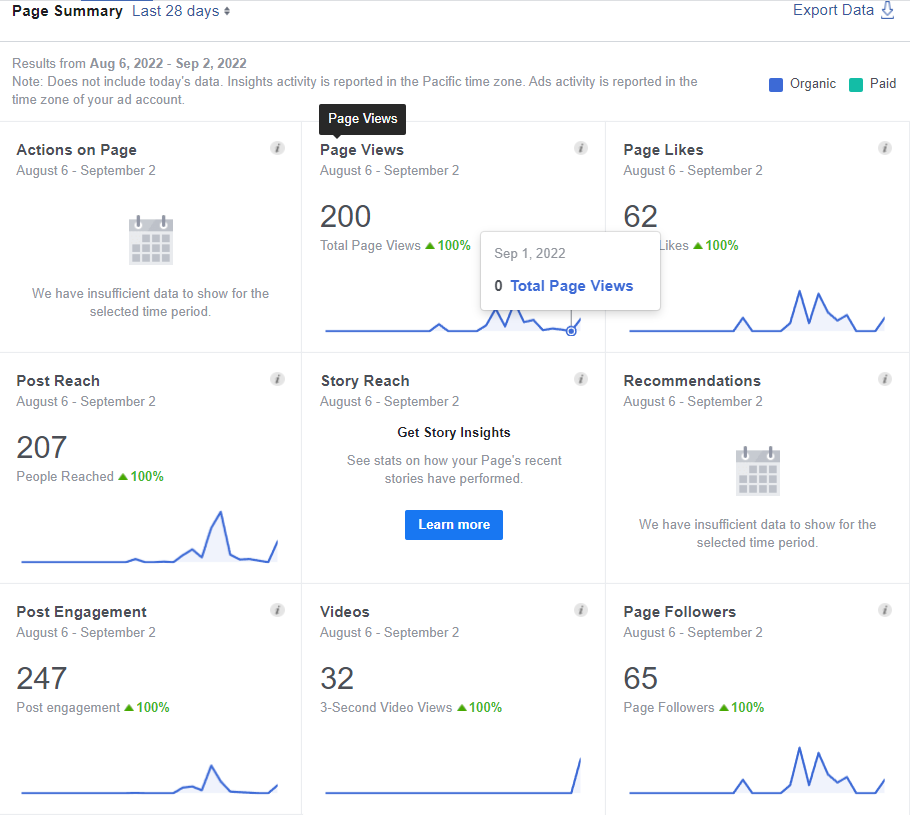 Page Summary Last 28 days
Export Data
Results from Aug 6, 2022 - Sep 2, 2022
Note: Does not include today's data. Insights activity is reported in the Pacific time zone. Ads activity is reported in the
time zone of your ad account.
Organic Paid
Page Views
Actions on Page
August 6 - September 2
We have insufficient data to show for the
selected time period.
Page Views
August 6 - September 2
200
Total Page Views 100%
Sep 1, 2022
0 Total Page Views
Page Likes
August 6 - September 2
62
Likes 100%
Post Reach
August 6 - September 2
207
People Reached 100%
Story Reach
August 6 - September 2
Get Story Insights
See stats on how your Page's recent
stories have performed.
Learn more
Recommendations
August 6 - September 2
We have insufficient data to show for the
selected time period.
Post Engagement
August 6 - September 2
247
Post engagement 100%
Videos
August 6 - September 2
32
3-Second Video Views 100%
Page Followers
August 6 - September 2
65
Page Followers 100%